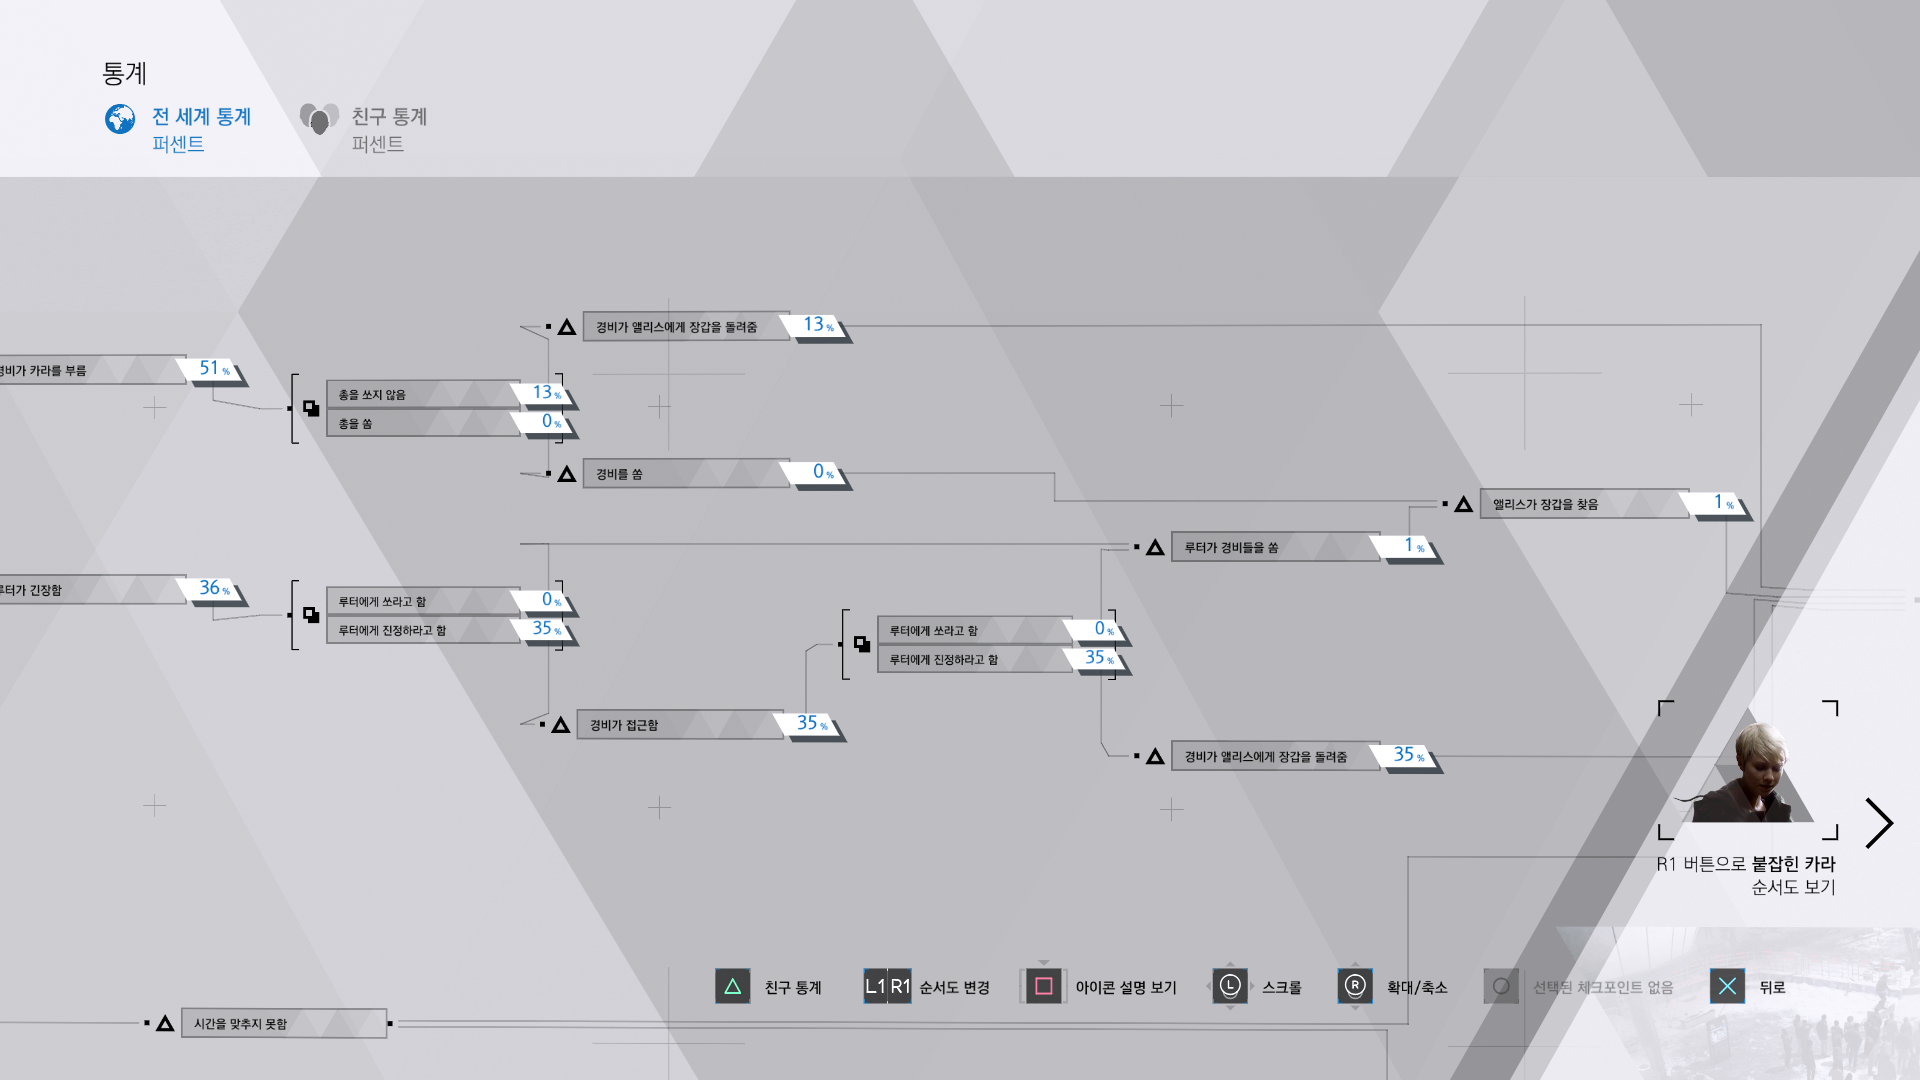 통계
전 세계 통계
퍼센트
친구 통계
퍼센트
경비가 앨리스에게 장갑을 돌려줌 13%
경비가 카라를 부름 51%
총을 쏘지 않음 13%
총을 쏨 0%
경비를 쏨 0%
앨리스가 장갑을 찾음 1%
루터가 경비들을 쏨 1%
루터가 긴장함 36%
루터에게 쏘라고 함 0%
루터에게 진정하라고 함 35%
루터에게 쏘라고 함 0%
루터에게 진정하라고 함 35%
경비가 접근함 35%
경비가 앨리스에게 장갑을 돌려줌 35%
R1 버튼으로 붙잡힌 카라
순서도 보기
친구 통계
L1 R1 순서도 변경
아이콘 설명 보기
L 스크롤
R 확대/축소
선택된 체크포인트 없음
뒤로
시간을 맞추지 못함